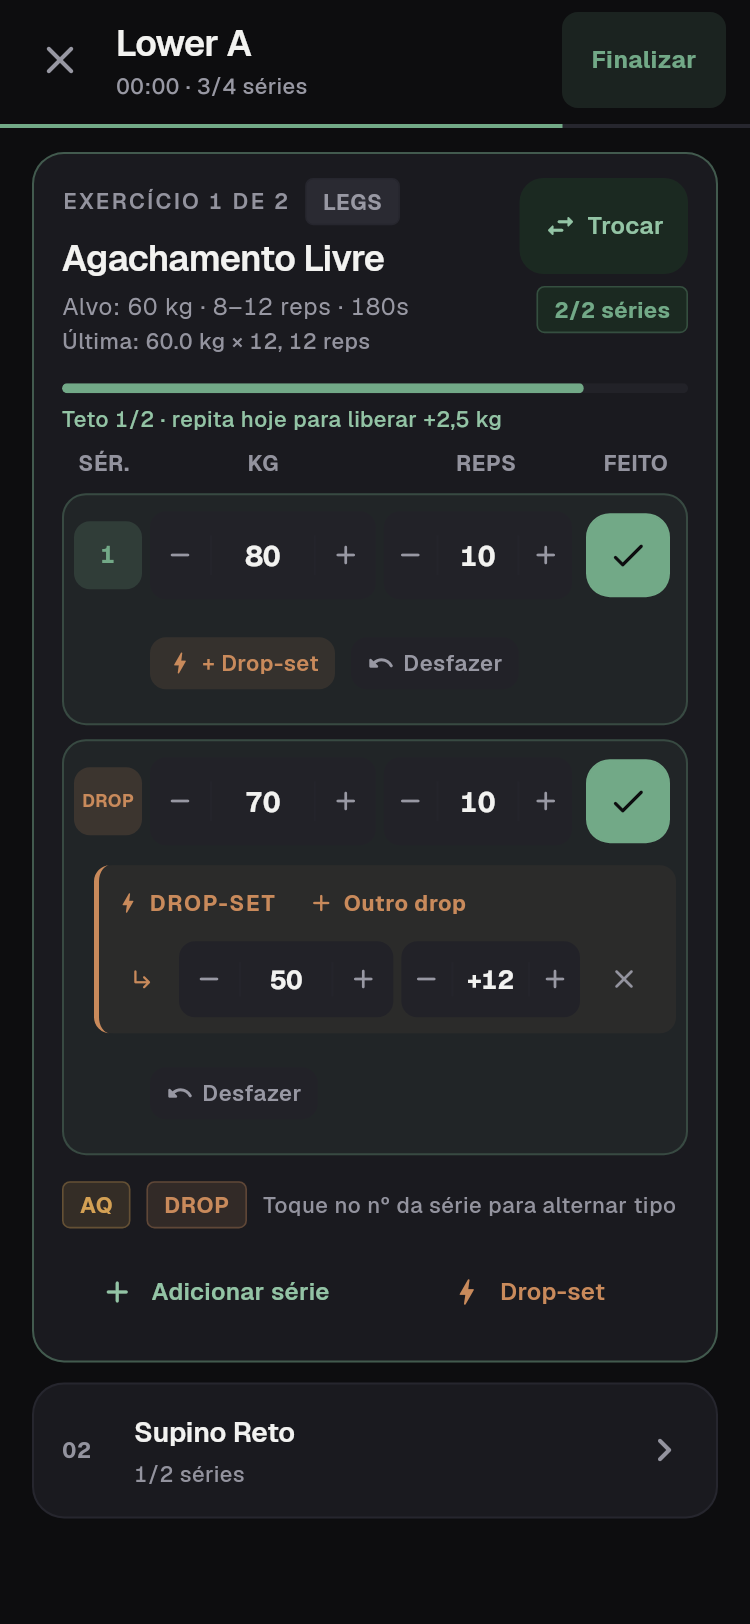 Lower A
00:00 · 3/4 séries
Finalizar
EXERCÍCIO 1 DE 2
LEGS
Trocar
Agachamento Livre
Alvo: 60 kg · 8–12 reps · 180s
2/2 séries
Última: 60.0 kg × 12, 12 reps
Teto 1/2 · repita hoje para liberar +2,5 kg
SÉR. KG REPS FEITO
1 − 80 + − 10 +
+ Drop-set Desfazer
DROP − 70 + − 10 +
DROP-SET + Outro drop
− 50 + − +12 +
Desfazer
AQ DROP Toque no nº da série para alternar tipo
+ Adicionar série Drop-set
02 Supino Reto
1/2 séries